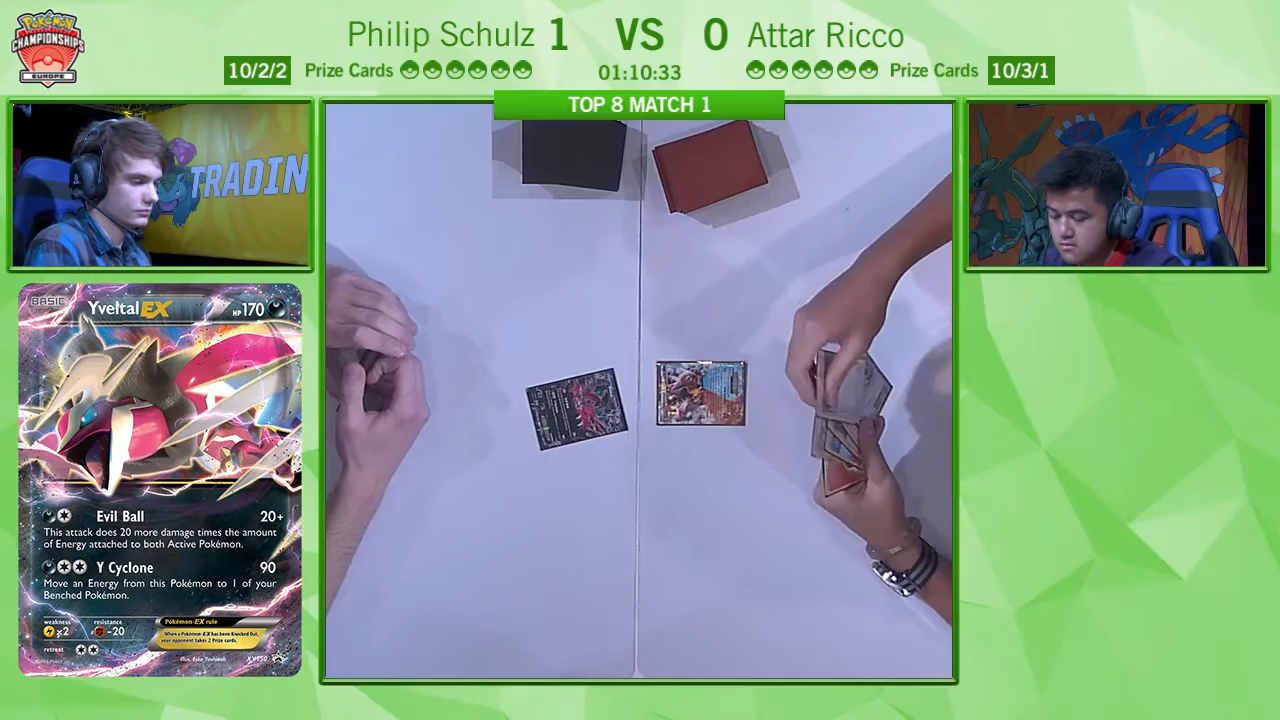 Pokémon
CHAMPIONSHIPS
EUROPE
Philip Schulz 1 VS 0 Attar Ricco
10/2/2 Prize Cards 01:10:33 Prize Cards 10/3/1
TOP 8 MATCH 1
TRADIN
BASIC
Yveltal EX HP170
Evil Ball 20+
This attack does 20 more damage times the amount
of Energy attached to both Active Pokémon.
Y Cyclone 90
Move an Energy from this Pokémon to 1 of your
Benched Pokémon.
weakness resistance
×2 -20
retreat
Pokémon-EX rule
When a Pokémon-EX has been Knocked Out,
your opponent takes 2 Prize cards.
XY150